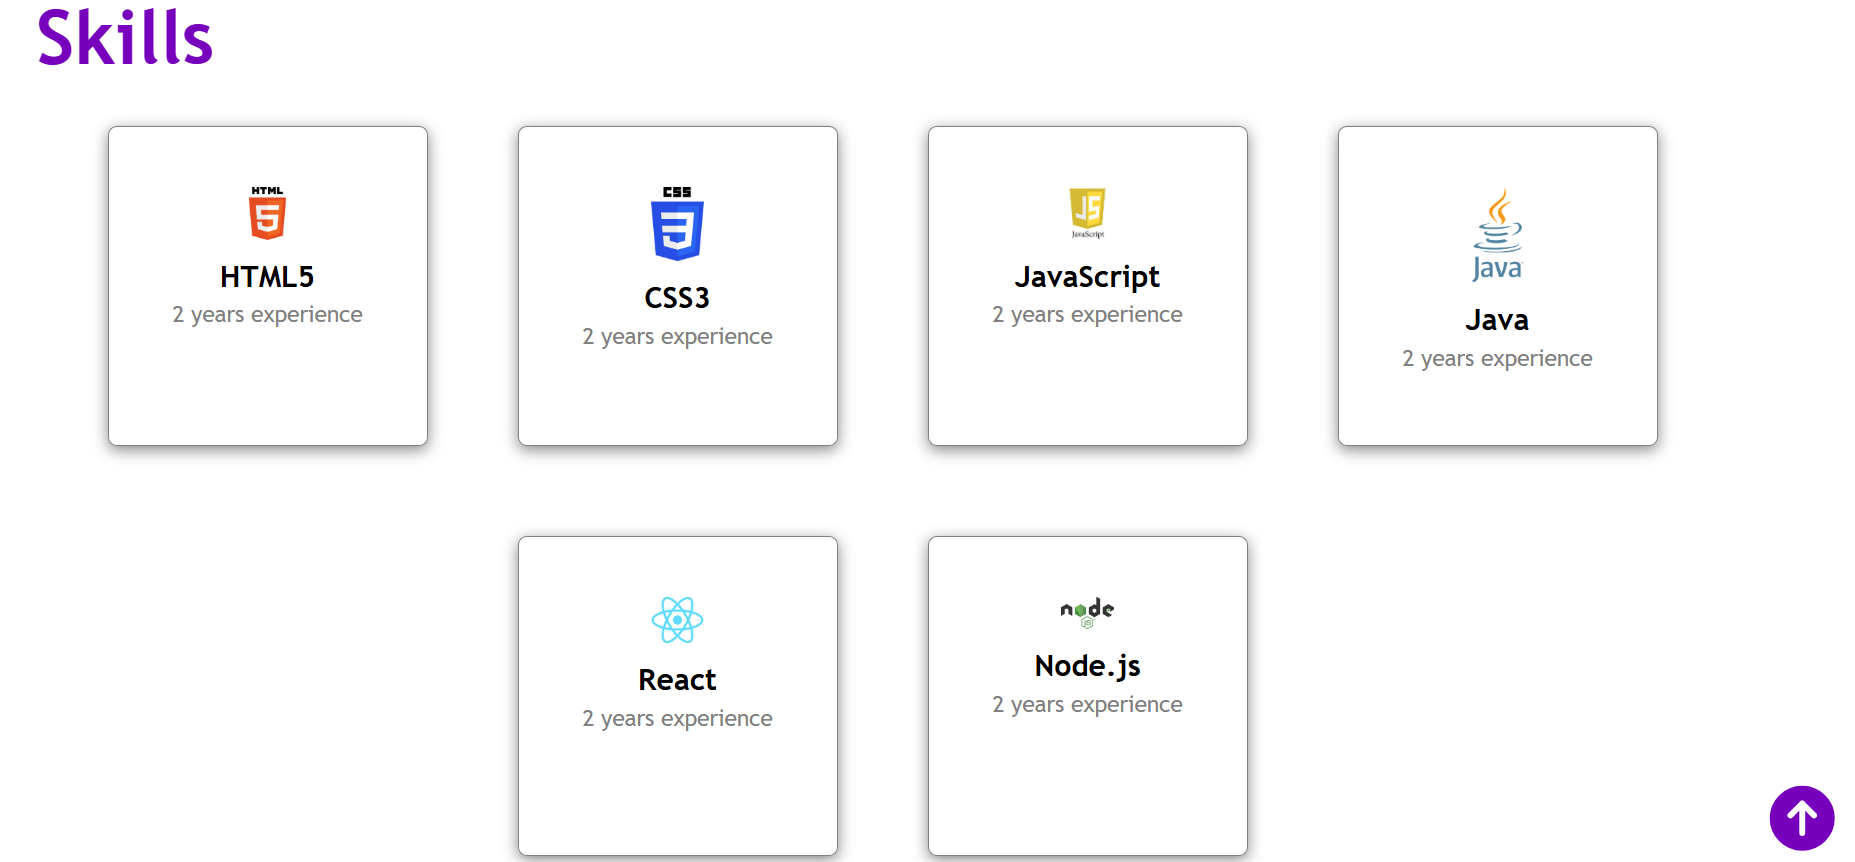 Skills
HTML
5
HTML5
2 years experience
CSS
3
CSS3
2 years experience
JS
JavaScript
JavaScript
2 years experience
Java
Java
2 years experience
React
2 years experience
node
JS
Node.js
2 years experience